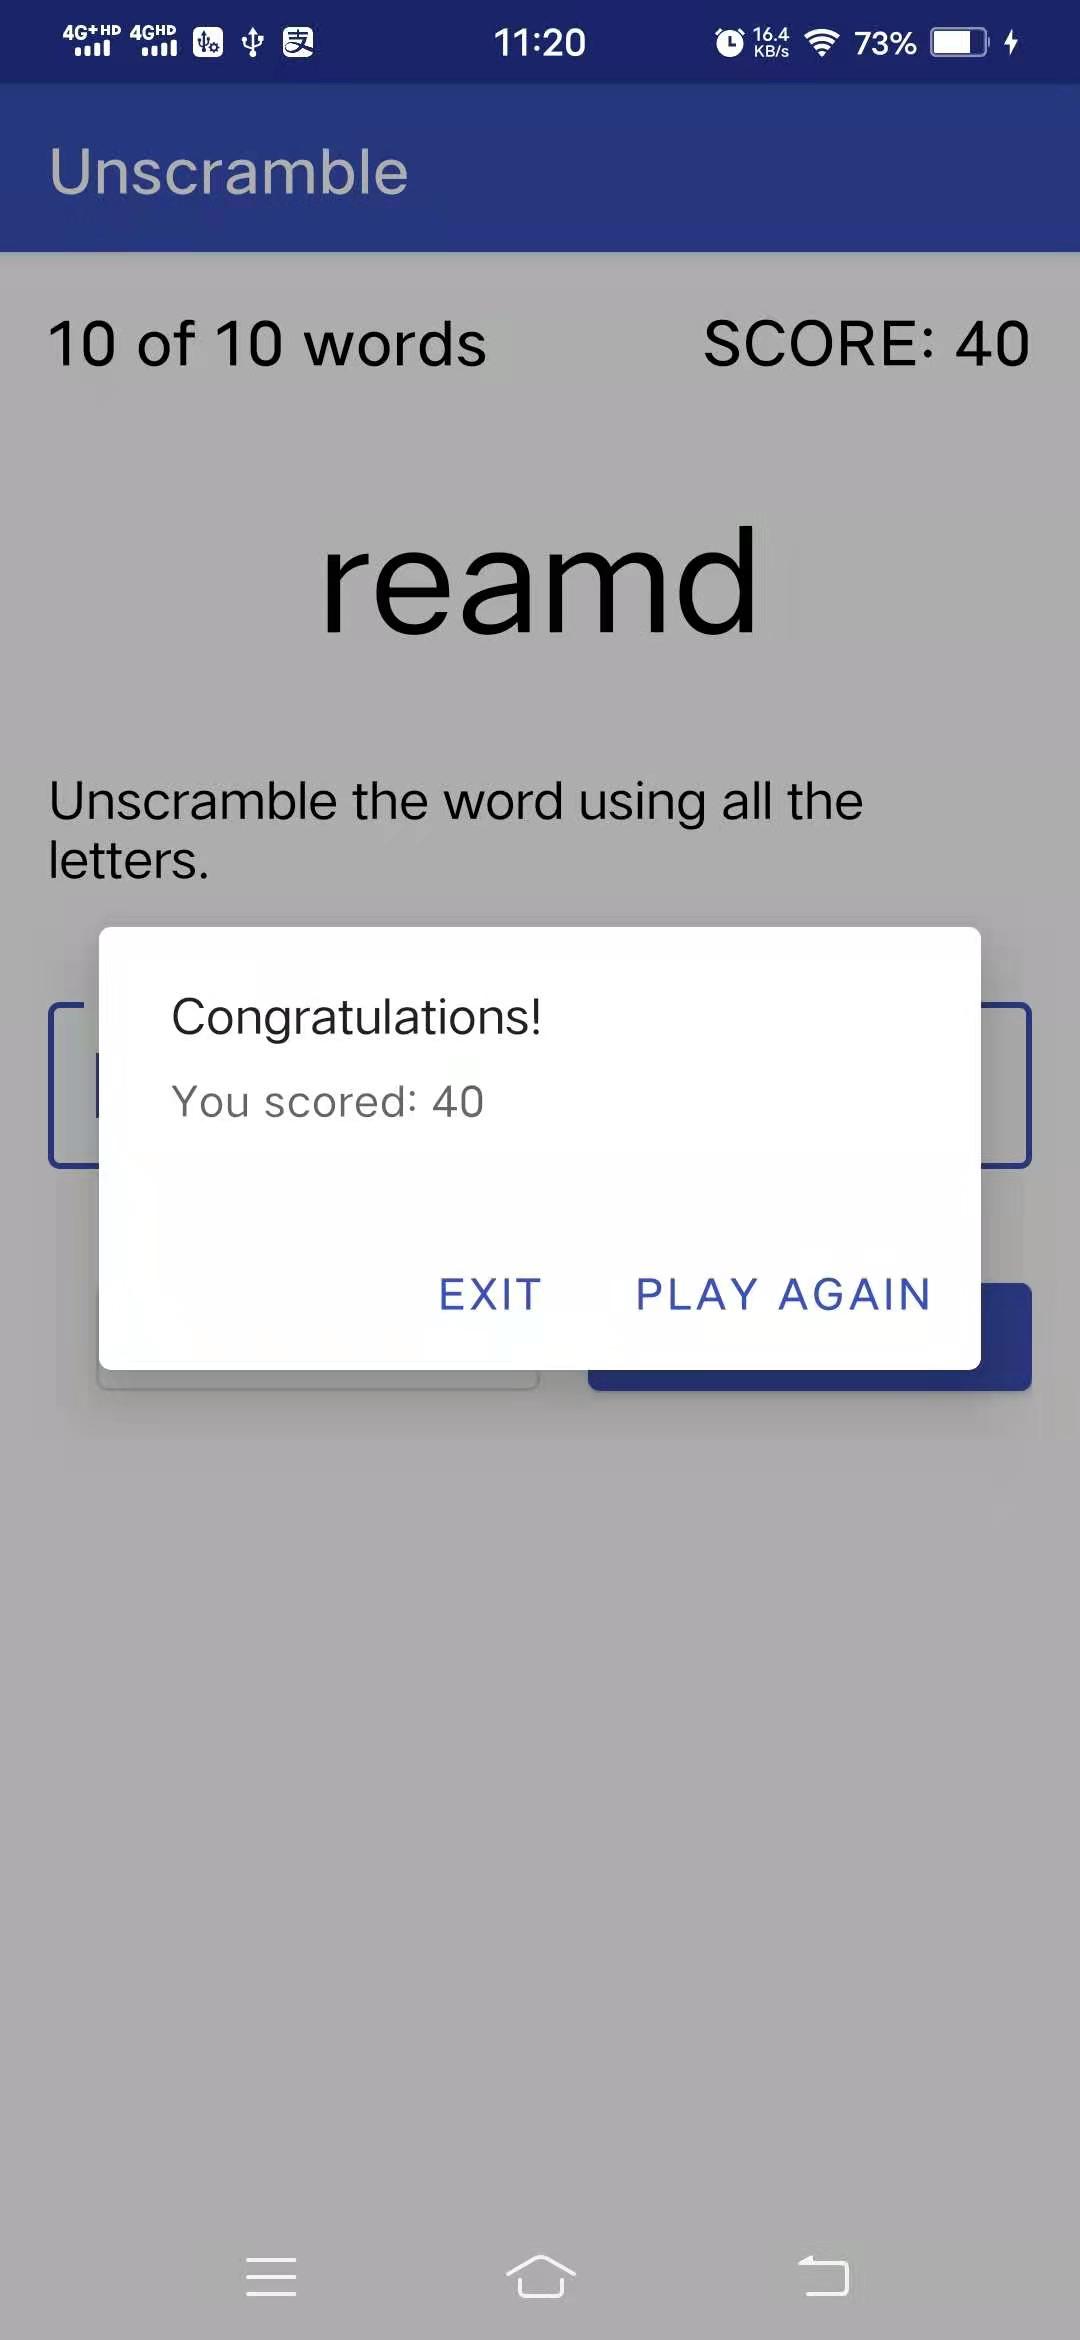 4G+HD 4GHD 支 11:20 16.4 KB/s 73%
Unscramble
10 of 10 words SCORE: 40
reamd
Unscramble the word using all the
letters.
Congratulations!
You scored: 40
EXIT PLAY AGAIN